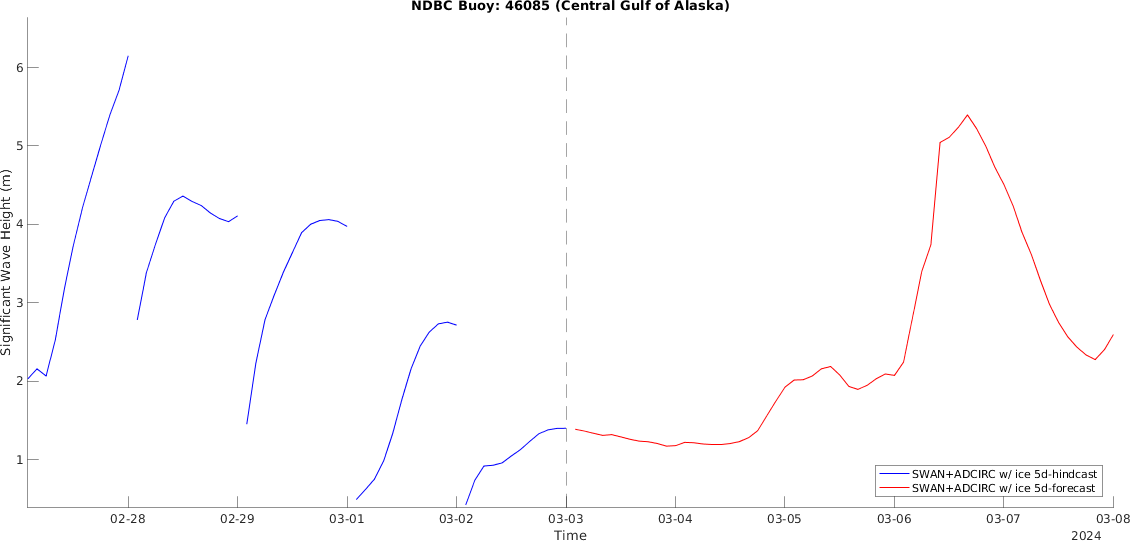 NDBC Buoy: 46085 (Central Gulf of Alaska)
Significant Wave Height (m)
6
5
4
3
2
1
SWAN+ADCIRC w/ ice 5d-hindcast
SWAN+ADCIRC w/ ice 5d-forecast
02-28 02-29 03-01 03-02 03-03 03-04 03-05 03-06 03-07 03-08
Time
2024